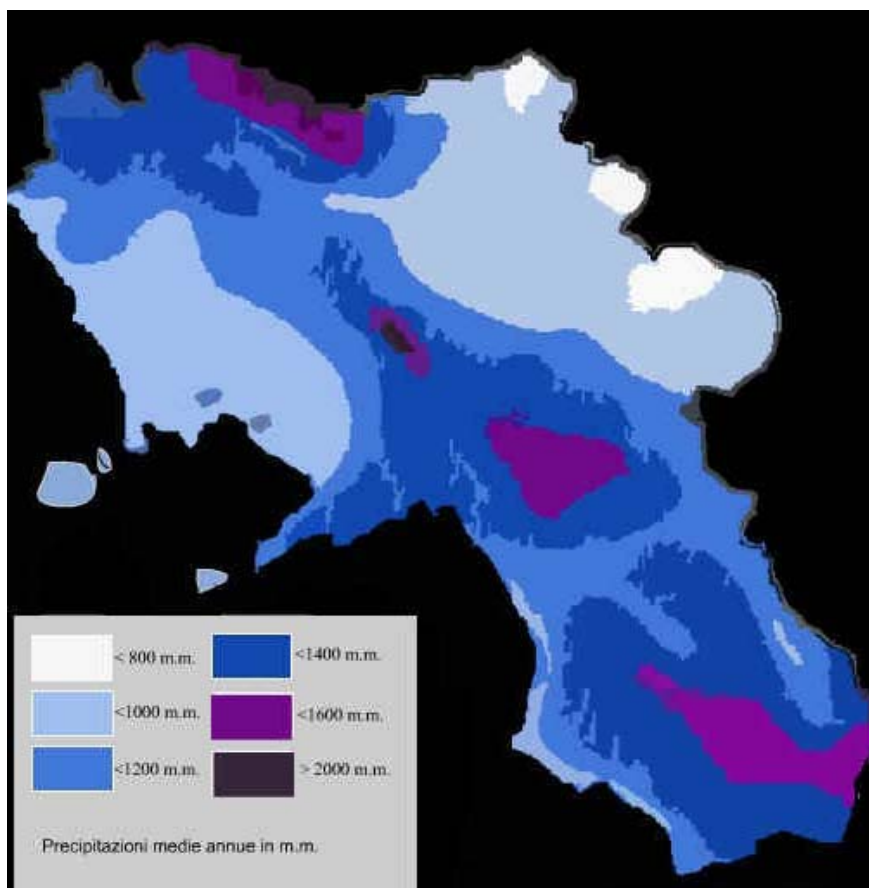 < 800 m.m.
<1400 m.m.
<1000 m.m.
<1600 m.m.
<1200 m.m.
> 2000 m.m.
Precipitazioni medie annue in m.m.